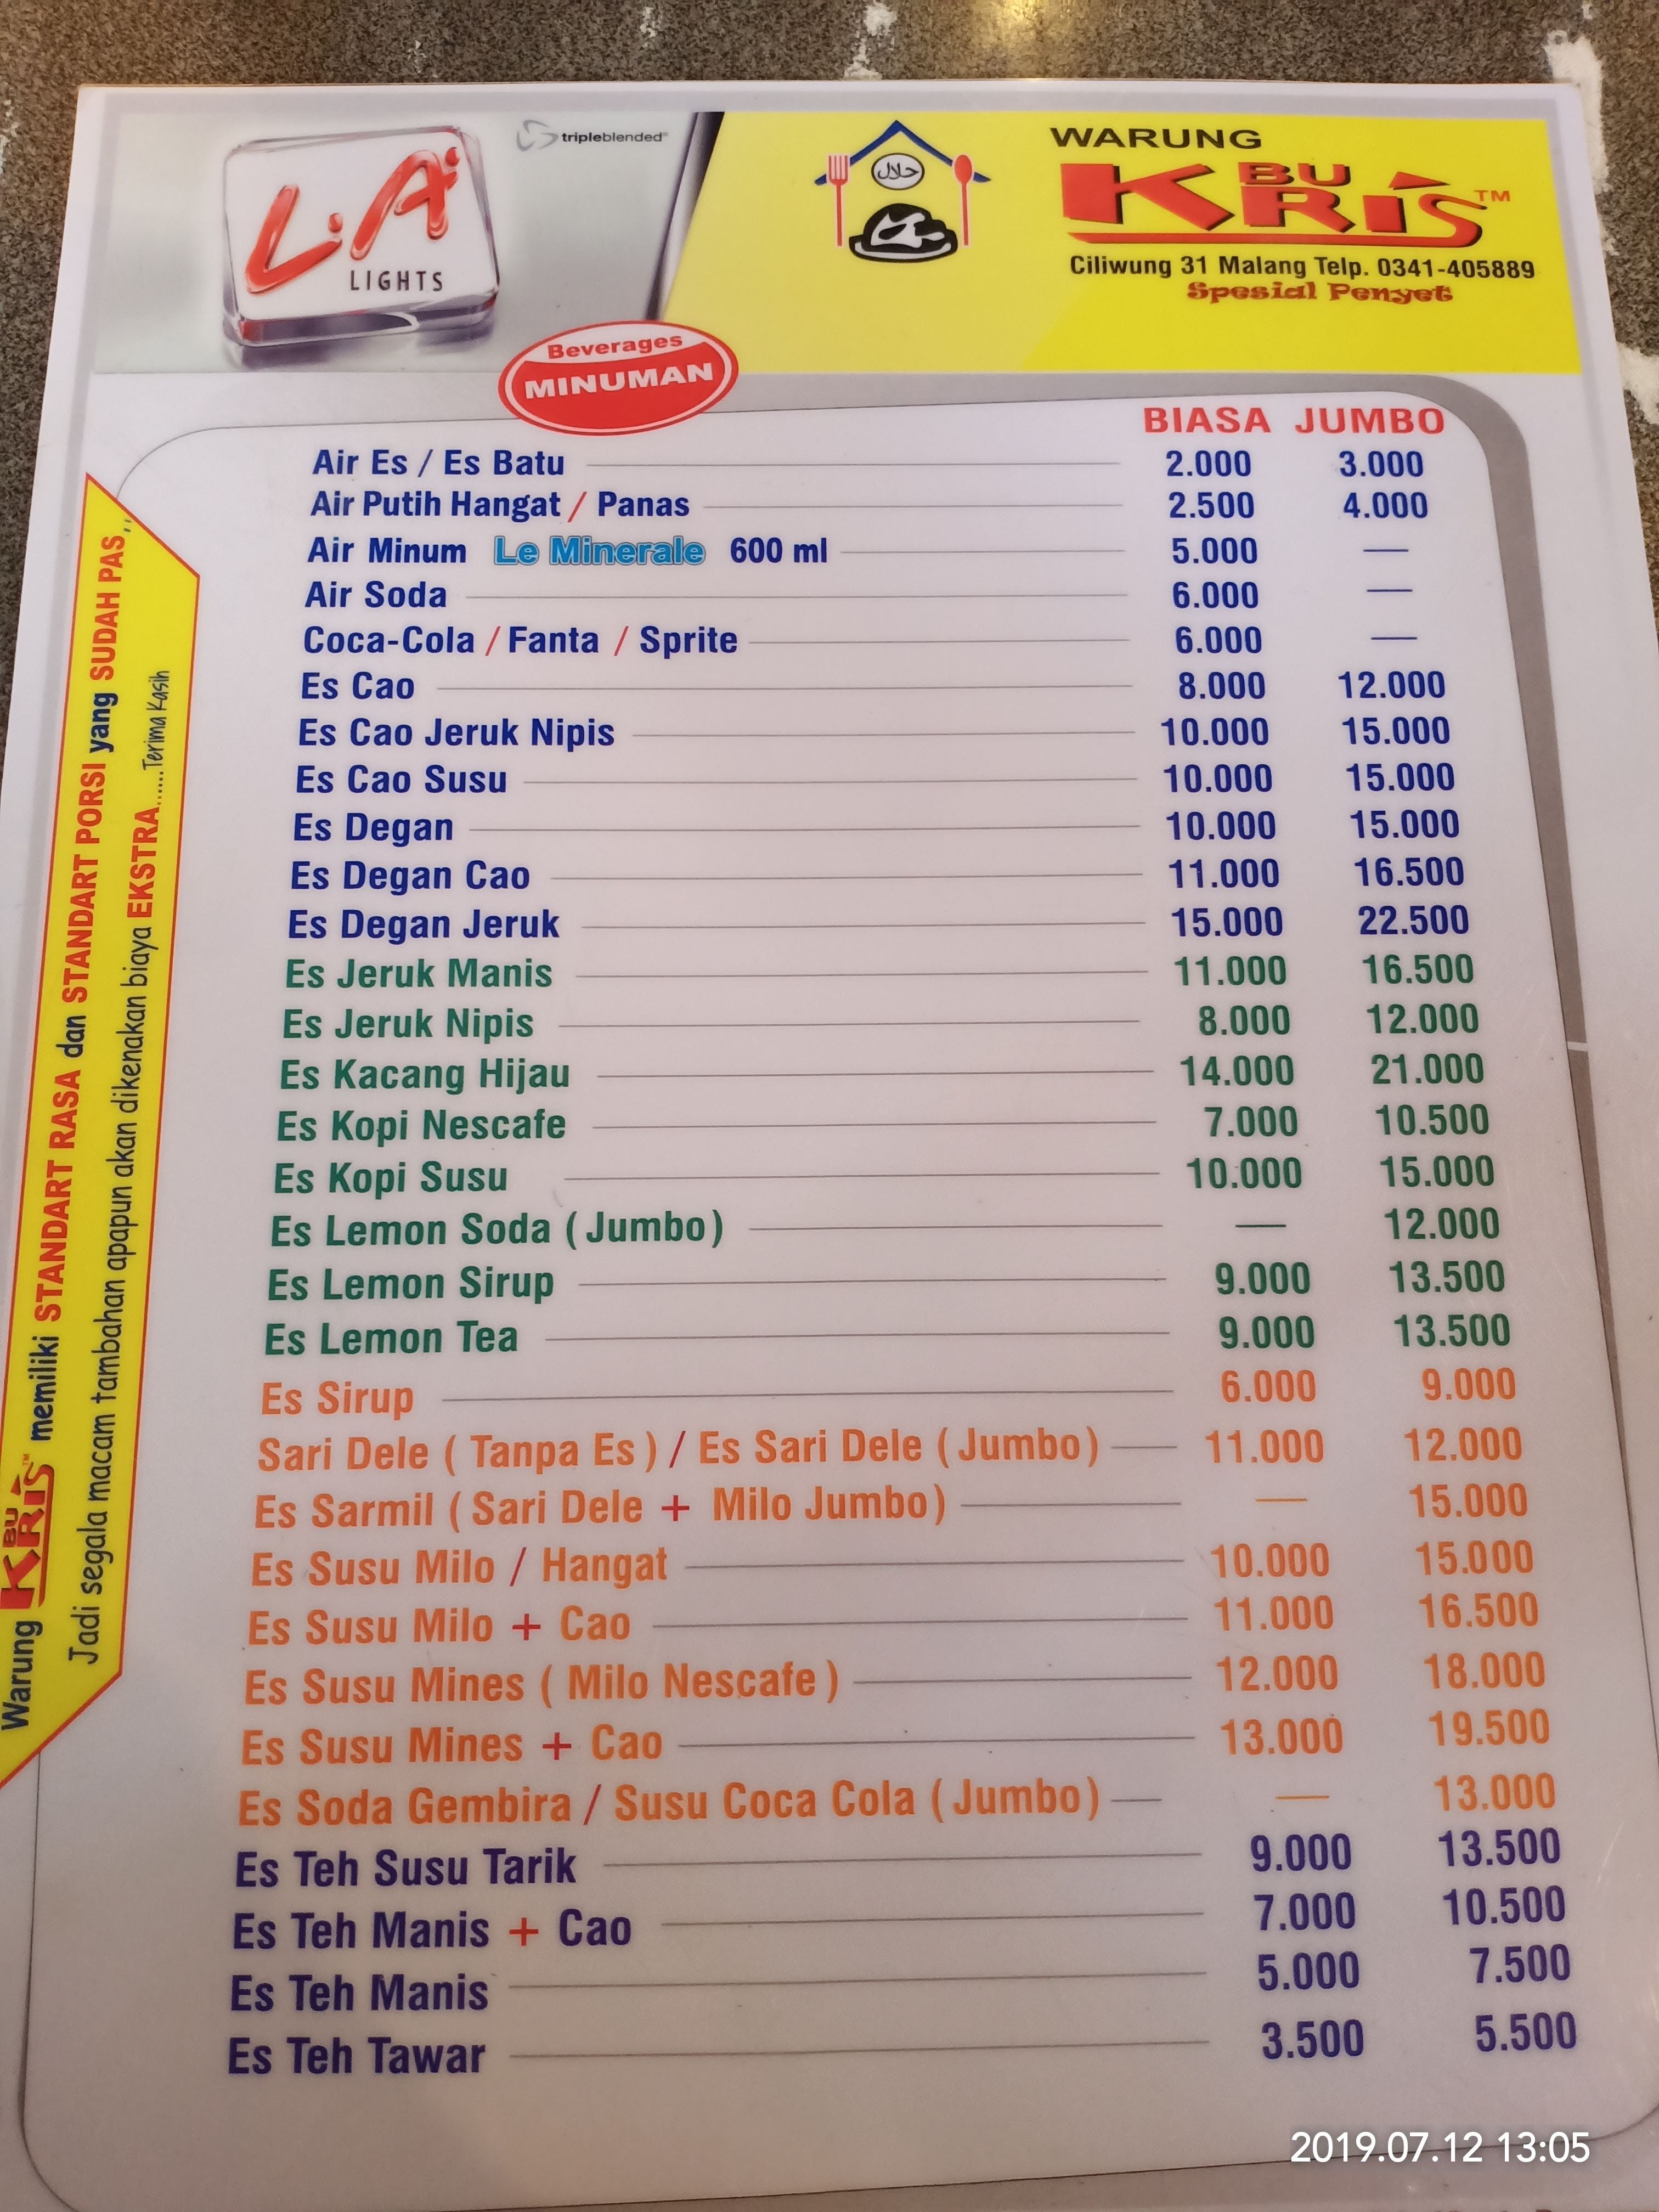 L.A
LIGHTS
tripleblended
حلال
WARUNG
BU
KRIS™
Ciliwung 31 Malang Telp. 0341-405889
Spesial Penyet
Beverages
MINUMAN
BIASA JUMBO
Air Es / Es Batu 2.000 3.000
Air Putih Hangat / Panas 2.500 4.000
Air Minum Le Minerale 600 ml 5.000 —
Air Soda 6.000 —
Coca-Cola / Fanta / Sprite 6.000 —
Es Cao 8.000 12.000
Es Cao Jeruk Nipis 10.000 15.000
Es Cao Susu 10.000 15.000
Es Degan 10.000 15.000
Es Degan Cao 11.000 16.500
Es Degan Jeruk 15.000 22.500
Es Jeruk Manis 11.000 16.500
Es Jeruk Nipis 8.000 12.000
Es Kacang Hijau 14.000 21.000
Es Kopi Nescafe 7.000 10.500
Es Kopi Susu 10.000 15.000
Es Lemon Soda ( Jumbo ) — 12.000
Es Lemon Sirup 9.000 13.500
Es Lemon Tea 9.000 13.500
Es Sirup 6.000 9.000
Sari Dele ( Tanpa Es ) / Es Sari Dele ( Jumbo ) 11.000 12.000
Es Sarmil ( Sari Dele + Milo Jumbo ) — 15.000
Es Susu Milo / Hangat 10.000 15.000
Es Susu Milo + Cao 11.000 16.500
Es Susu Mines ( Milo Nescafe ) 12.000 18.000
Es Susu Mines + Cao 13.000 19.500
Es Soda Gembira / Susu Coca Cola ( Jumbo ) — 13.000
Es Teh Susu Tarik 9.000 13.500
Es Teh Manis + Cao 7.000 10.500
Es Teh Manis 5.000 7.500
Es Teh Tawar 3.500 5.500
Warung BU KRIS™ memiliki STANDART RASA dan STANDART PORSI yang SUDAH PAS,,
Jadi segala macam tambahan apapun akan dikenakan biaya EKSTRA......Terima Kasih
2019.07.12 13:05